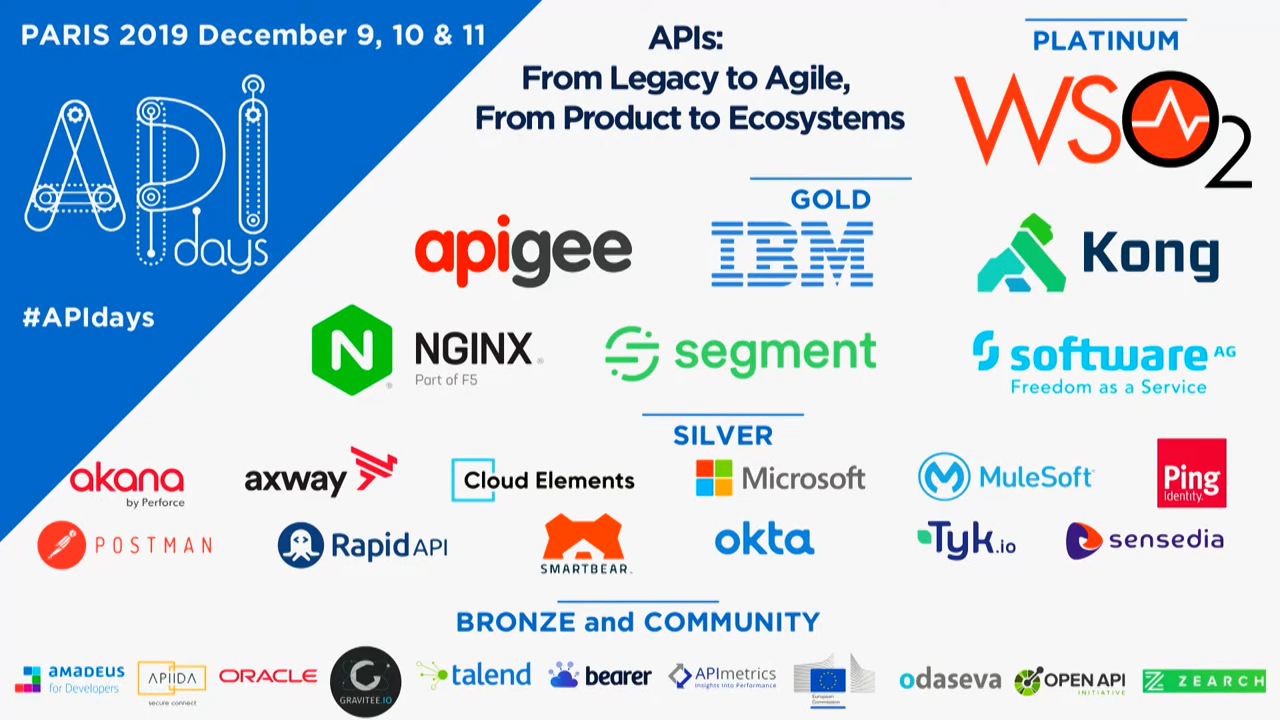 PARIS 2019 December 9, 10 & 11
API
days
#APIdays
APIs:
From Legacy to Agile,
From Product to Ecosystems
PLATINUM
WSO2
GOLD
apigee
IBM
Kong
N
®
NGINX
Part of F5
segment
software AG
Freedom as a Service
SILVER
akana
by Perforce
axway
Cloud Elements
Microsoft
MuleSoft
Ping
Identity
POSTMAN
RapidAPI
SMARTBEAR
okta
Tyk.io
sensedia
BRONZE and COMMUNITY
amadeus
for Developers
APIIDA
secure connect
ORACLE
G
GRAVITEE.IO
talend
bearer
APImetrics
Insights into Performance
European
Commission
odaseva
OPEN API
INITIATIVE
Z ZEARCH